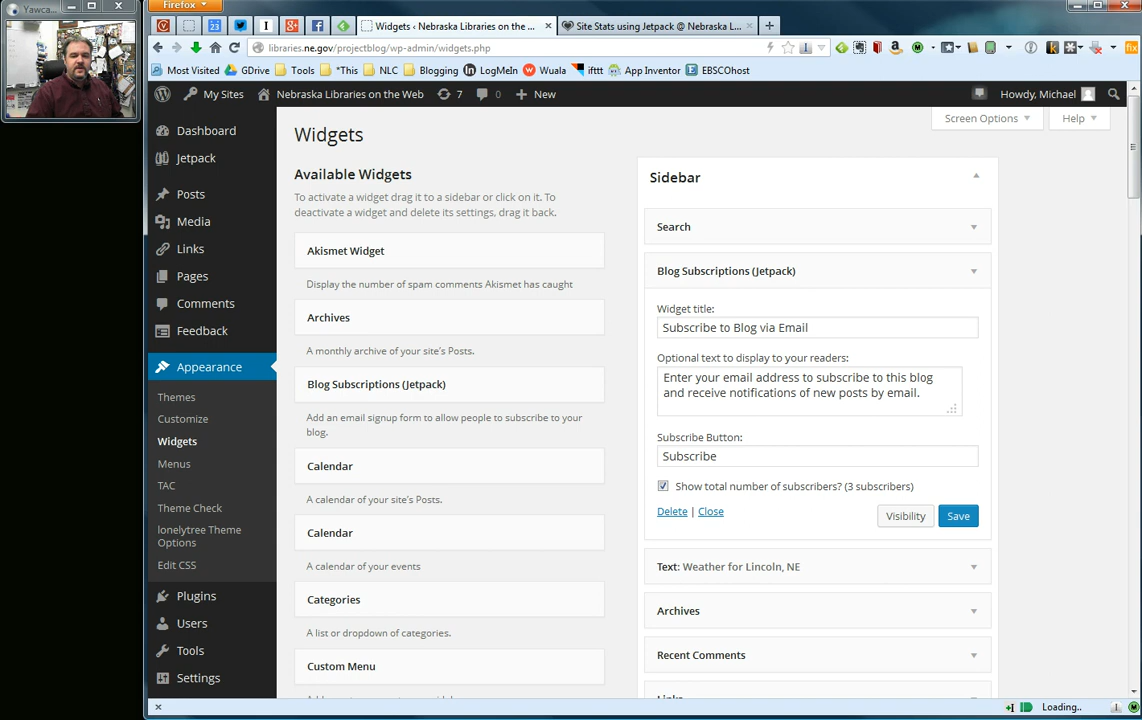 Yawca...
Firefox
23
Widgets ‹ Nebraska Libraries on the ...
Site Stats using Jetpack @ Nebraska L...
libraries.ne.gov/projectblog/wp-admin/widgets.php
Most Visited
GDrive
Tools
*This
NLC
Blogging
LogMeIn
Wuala
ifttt
App Inventor
EBSCOhost
My Sites
Nebraska Libraries on the Web
7
0
New
Howdy, Michael
Dashboard
Jetpack
Posts
Media
Links
Pages
Comments
Feedback
Appearance
Themes
Customize
Widgets
Menus
TAC
Theme Check
lonelytree Theme
Options
Edit CSS
Plugins
Users
Tools
Settings
Screen Options
Help
Widgets
Available Widgets
To activate a widget drag it to a sidebar or click on it. To
deactivate a widget and delete its settings, drag it back.
Akismet Widget
Display the number of spam comments Akismet has caught
Archives
A monthly archive of your site's Posts.
Blog Subscriptions (Jetpack)
Add an email signup form to allow people to subscribe to your
blog.
Calendar
A calendar of your site's Posts.
Calendar
A calendar of your events
Categories
A list or dropdown of categories.
Custom Menu
Sidebar
Search
Blog Subscriptions (Jetpack)
Widget title:
Subscribe to Blog via Email
Optional text to display to your readers:
Enter your email address to subscribe to this blog
and receive notifications of new posts by email.
Subscribe Button:
Subscribe
Show total number of subscribers? (3 subscribers)
Delete | Close
Visibility
Save
Text: Weather for Lincoln, NE
Archives
Recent Comments
Links
Loading..